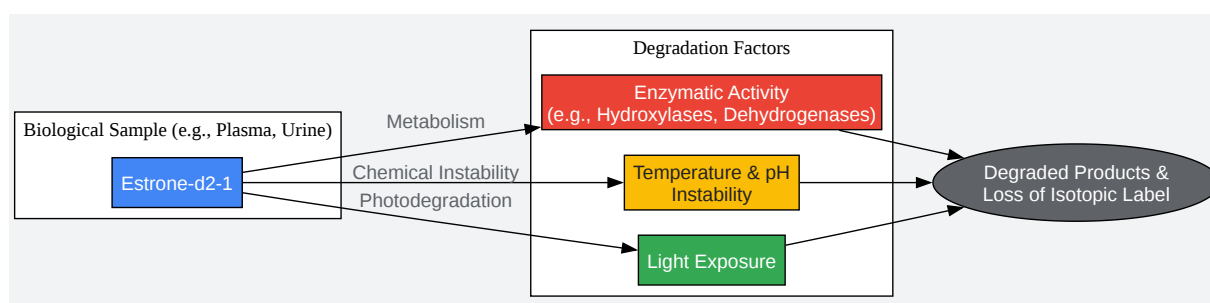 Biological Sample (e.g., Plasma, Urine)
Estrone-d2-1
Metabolism
Chemical Instability
Photodegradation
Degradation Factors
Enzymatic Activity
(e.g., Hydroxylases, Dehydrogenases)
Temperature & pH
Instability
Light Exposure
Degraded Products &
Loss of Isotopic Label